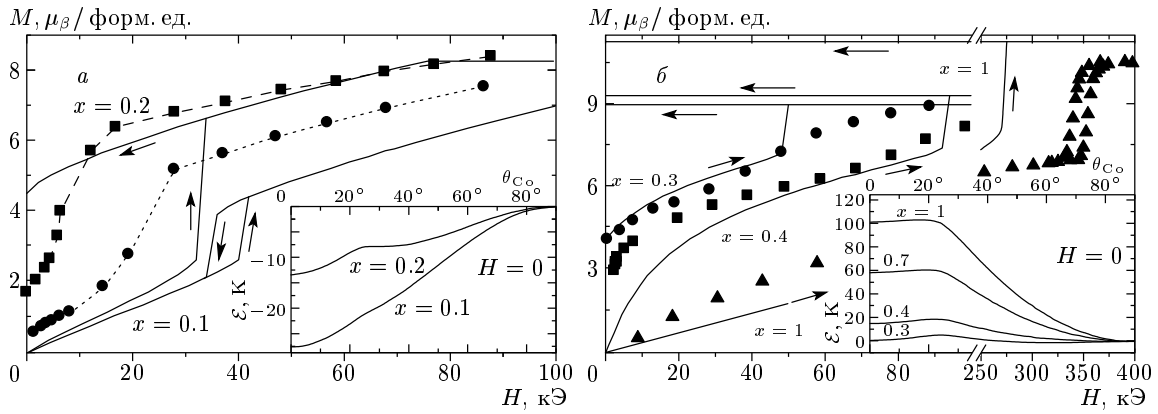 M, μβ/ форм. ед.
8
6
4
2
0
20
40
60
80
100
H, кЭ
а
x = 0.2
x = 0.1
0°
20°
40°
60°
θCo
80°
−10
−20
ℰ, К
x = 0.2
x = 0.1
H = 0
M, μβ/ форм. ед.
9
6
3
0
20
40
60
80
250
300
350
400
H, кЭ
б
x = 1
x = 0.3
x = 0.4
x = 1
0°
20°
40°
60°
θCo
80°
120
100
80
60
40
20
0
ℰ, К
x = 1
0.7
0.4
0.3
H = 0